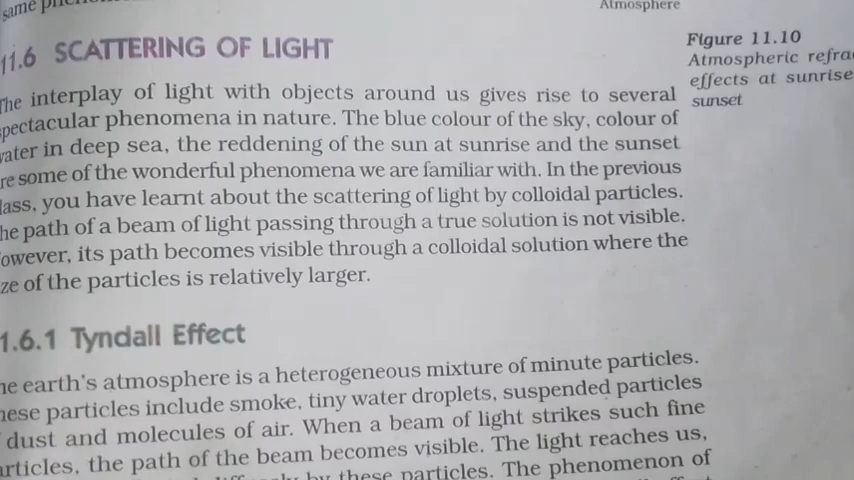 same
Atmosphere
11.6 SCATTERING OF LIGHT
The interplay of light with objects around us gives rise to several
spectacular phenomena in nature. The blue colour of the sky, colour of
water in deep sea, the reddening of the sun at sunrise and the sunset
re some of the wonderful phenomena we are familiar with. In the previous
lass, you have learnt about the scattering of light by colloidal particles.
he path of a beam of light passing through a true solution is not visible.
owever, its path becomes visible through a colloidal solution where the
ze of the particles is relatively larger.
1.6.1 Tyndall Effect
he earth's atmosphere is a heterogeneous mixture of minute particles.
hese particles include smoke, tiny water droplets, suspended particles
dust and molecules of air. When a beam of light strikes such fine
articles, the path of the beam becomes visible. The light reaches us,
by these particles. The phenomenon of
Figure 11.10
Atmospheric refra
effects at sunrise
sunset